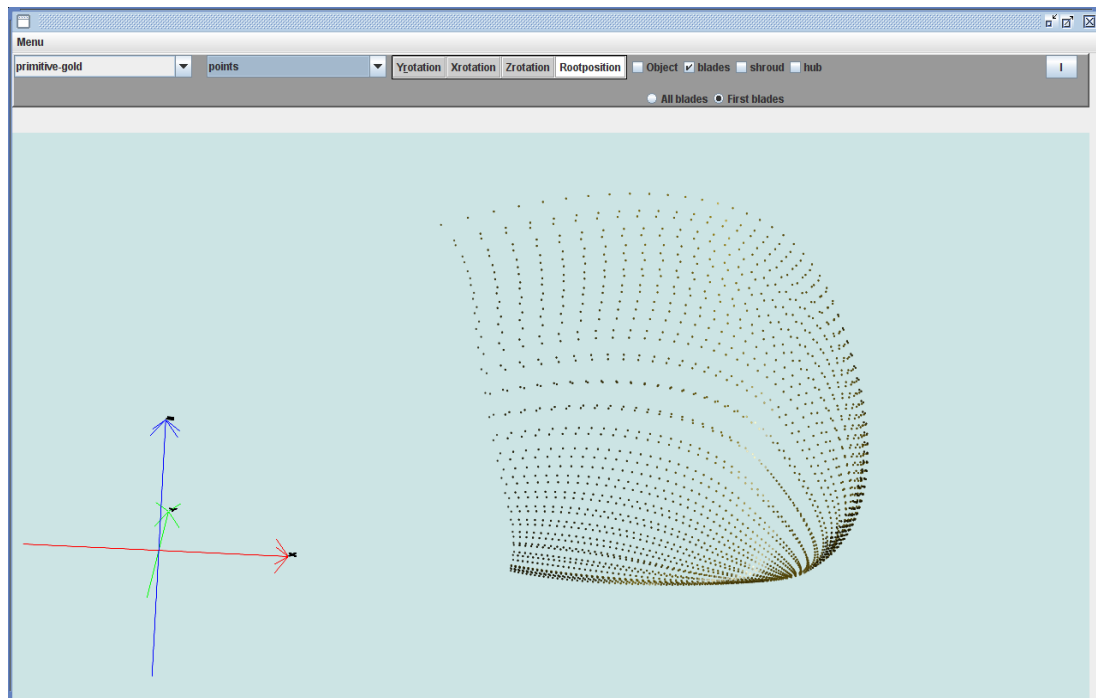 Menu
primitive-gold points Yrotation Xrotation Zrotation Rootposition Object blades shroud hub I
All blades First blades
Y
X